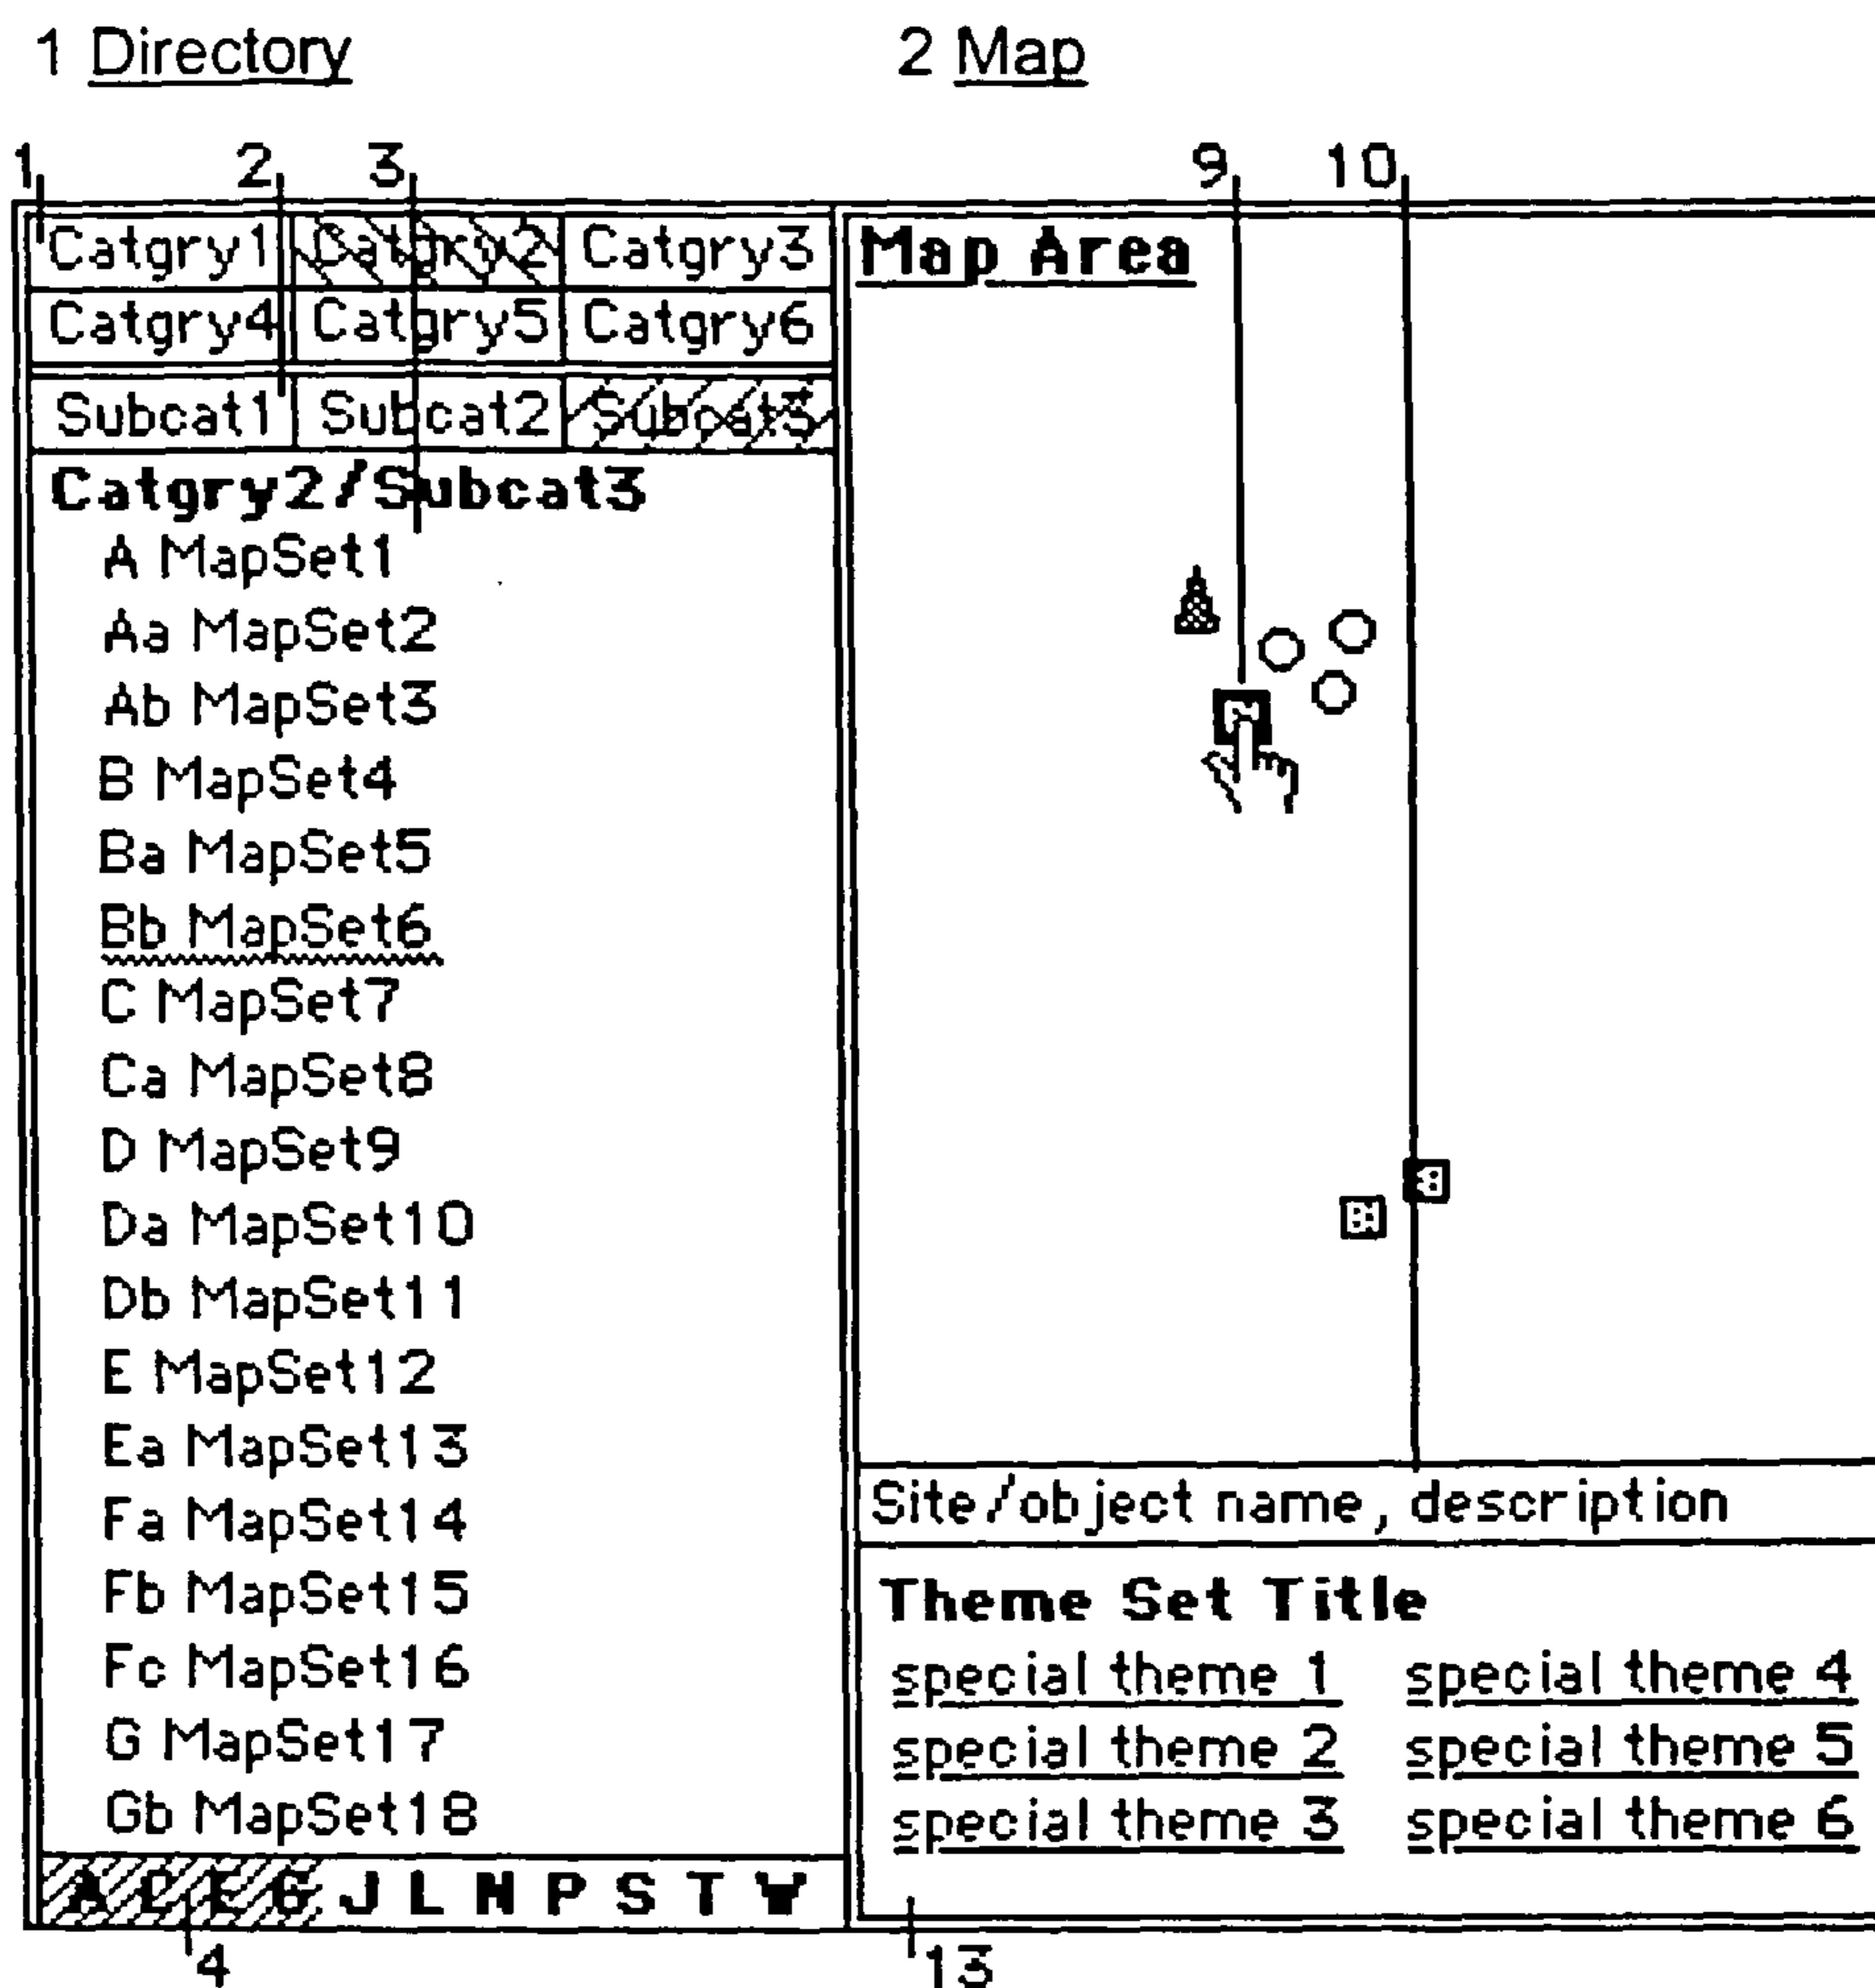 1 Directory 2 Map
1 2 3 9 10
Catgry1 Catgry2 Catgry3
Catgry4 Catgry5 Catgry6
Subcat1 Subcat2 Subcat3
Catgry2/Subcat3
A MapSet1
Aa MapSet2
Ab MapSet3
B MapSet4
Ba MapSet5
Bb MapSet6
C MapSet7
Ca MapSet8
D MapSet9
Da MapSet10
Db MapSet11
E MapSet12
Ea MapSet13
Fa MapSet14
Fb MapSet15
Fc MapSet16
G MapSet17
Gb MapSet18
A G J L N P S T W
4
Map Area
Site/object name, description
Theme Set Title
special theme 1 special theme 4
special theme 2 special theme 5
special theme 3 special theme 6
13